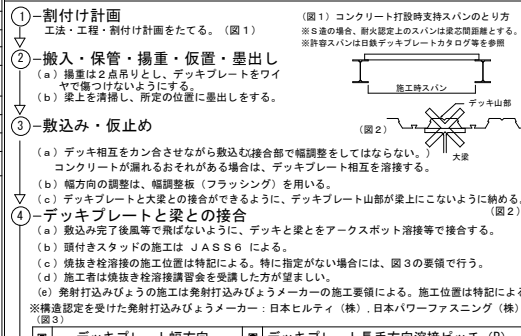 ①-割付け計画
工法・工程・割付け計画をたてる。(図1)
②-搬入・保管・揚重・仮置・墨出し
(a) 揚重は2点吊りとし、デッキプレートをワイ
ヤで傷つけないようにする。
(b) 梁上を清掃し、所定の位置に墨出しをする。
(図1) コンクリート打設時支持スパンのとり方
※S造の場合、耐火認定上のスパンは梁芯間距離とする。
※許容スパンは日鉄デッキプレートカタログ等を参照
施工時スパン
③-敷込み・仮止め
(図2)
デッキ山部
大梁
(a) デッキ相互をカン合させながら敷込む(接合部で幅調整をしてはならない。)
コンクリートが漏れるおそれがある場合は、デッキプレート相互を溶接する。
(b) 幅方向の調整は、幅調整板(フラッシング)を用いる。
(c) デッキプレートと大梁との接合ができるように、デッキプレート山部が梁上にこないように納める。
(図2)
④-デッキプレートと梁との接合
(a) 敷込み完了後風等で飛ばないように、デッキと梁とをアークスポット溶接等で接合する。
(b) 頭付きスタッドの施工は JASS6 による。
(c) 焼抜き栓溶接の施工位置は特記による。特に指定がない場合には、図3の要領で行う。
(d) 施工者は焼抜き栓溶接講習会を受講した方が望ましい。
(e) 発射打込みびょうの施工は発射打込みびょうメーカーの施工要領による。施工位置は特記による
※構造認定を受けた発射打込みびょうメーカー:日本ヒルティ(株),日本パワーファスニング(株)
(図3)
デッキプレート幅方向
デッキプレート長手方向溶接ピッチ(P)